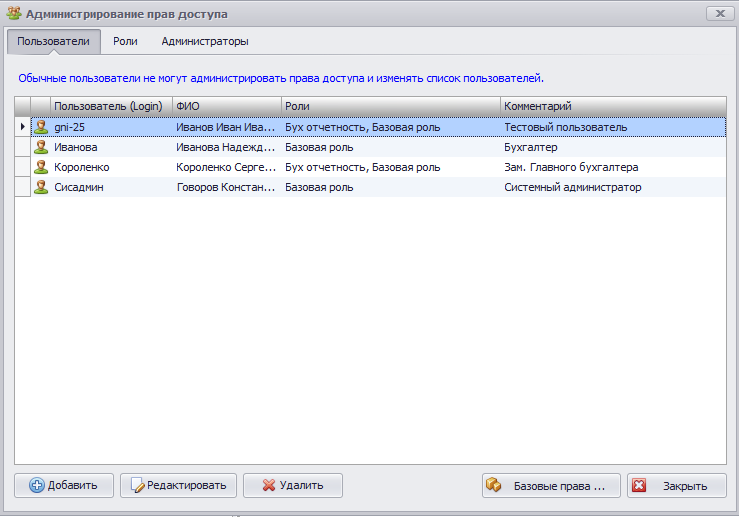 Администрирование прав доступа
Пользователи Роли Администраторы
Обычные пользователи не могут администрировать права доступа и изменять список пользователей.
Пользователь (Login) ФИО Роли Комментарий
gni-25 Иванов Иван Ива... Бух отчетность, Базовая роль Тестовый пользователь
Иванова Иванова Надежд... Базовая роль Бухгалтер
Короленко Короленко Серге... Бух отчетность, Базовая роль Зам. Главного бухгалтера
Сисадмин Говоров Констан... Базовая роль Системный администратор
Добавить Редактировать Удалить Базовые права ... Закрыть